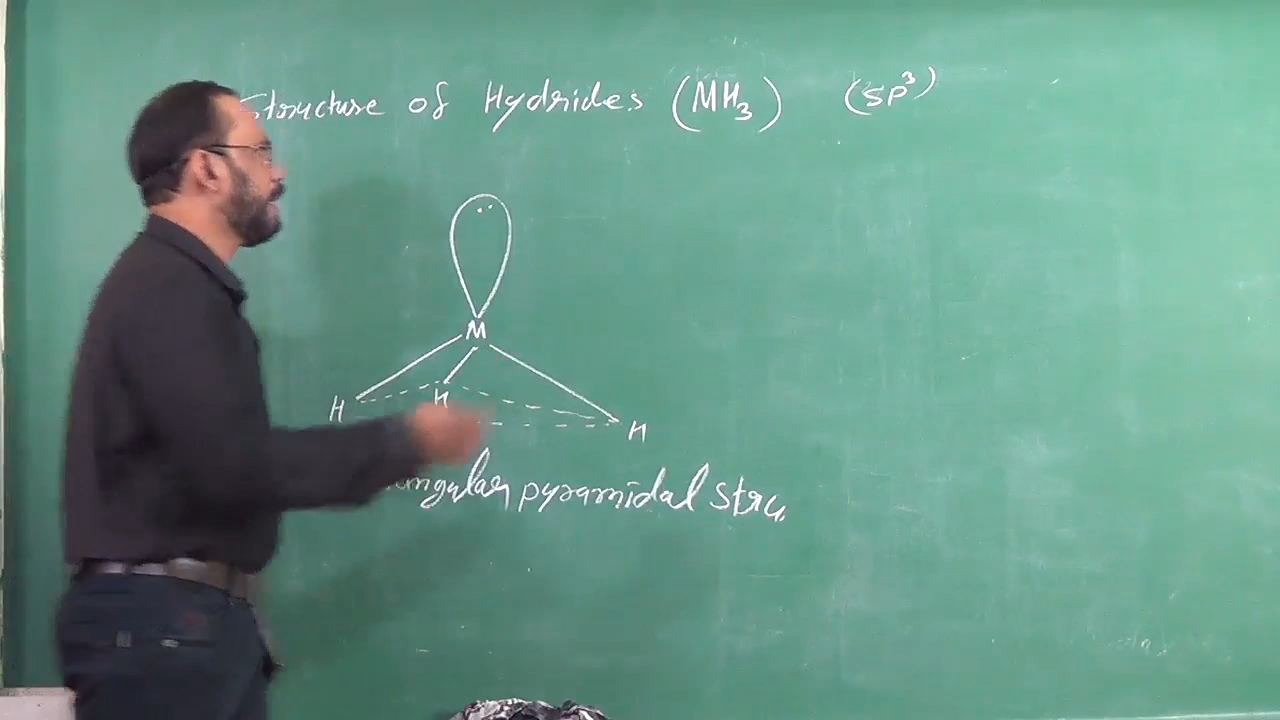 Structure of Hydrides (MH₃) (sp³)
M
H H H
pyramidal stru.